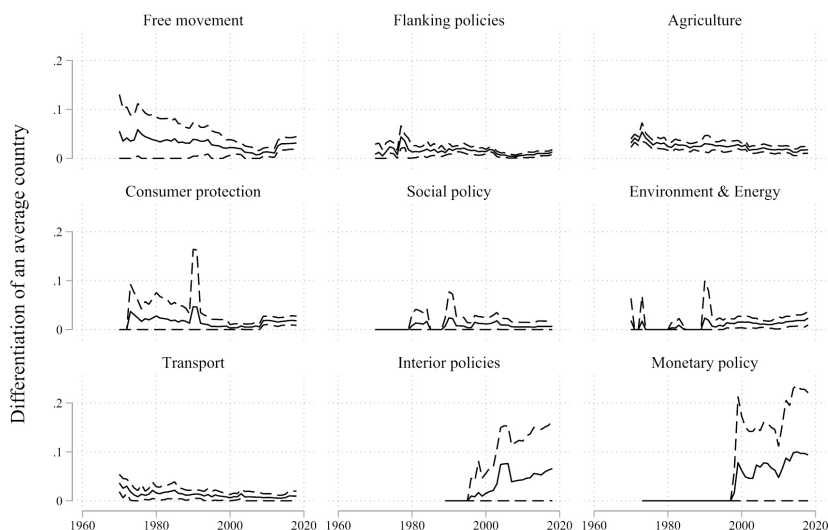 Free movement Flanking policies Agriculture
.2
.1
0
Consumer protection Social policy Environment & Energy
.2
.1
0
Transport Interior policies Monetary policy
.2
.1
0
1960 1980 2000 2020 1960 1980 2000 2020 1960 1980 2000 2020
Differentiation of an average country